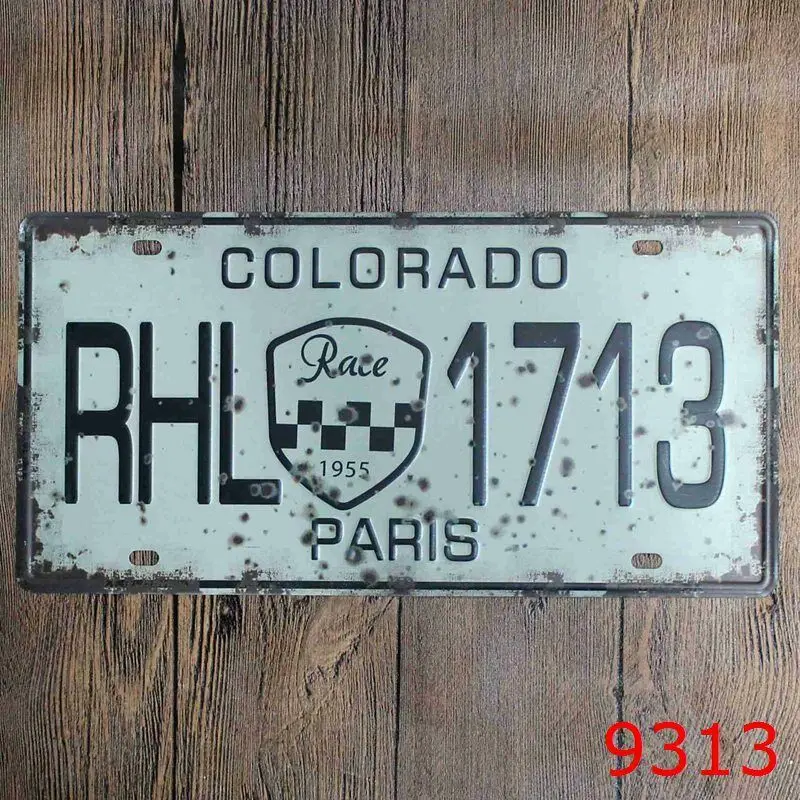 COLORADO
RHL 1713
Race
1955
PARIS
9313